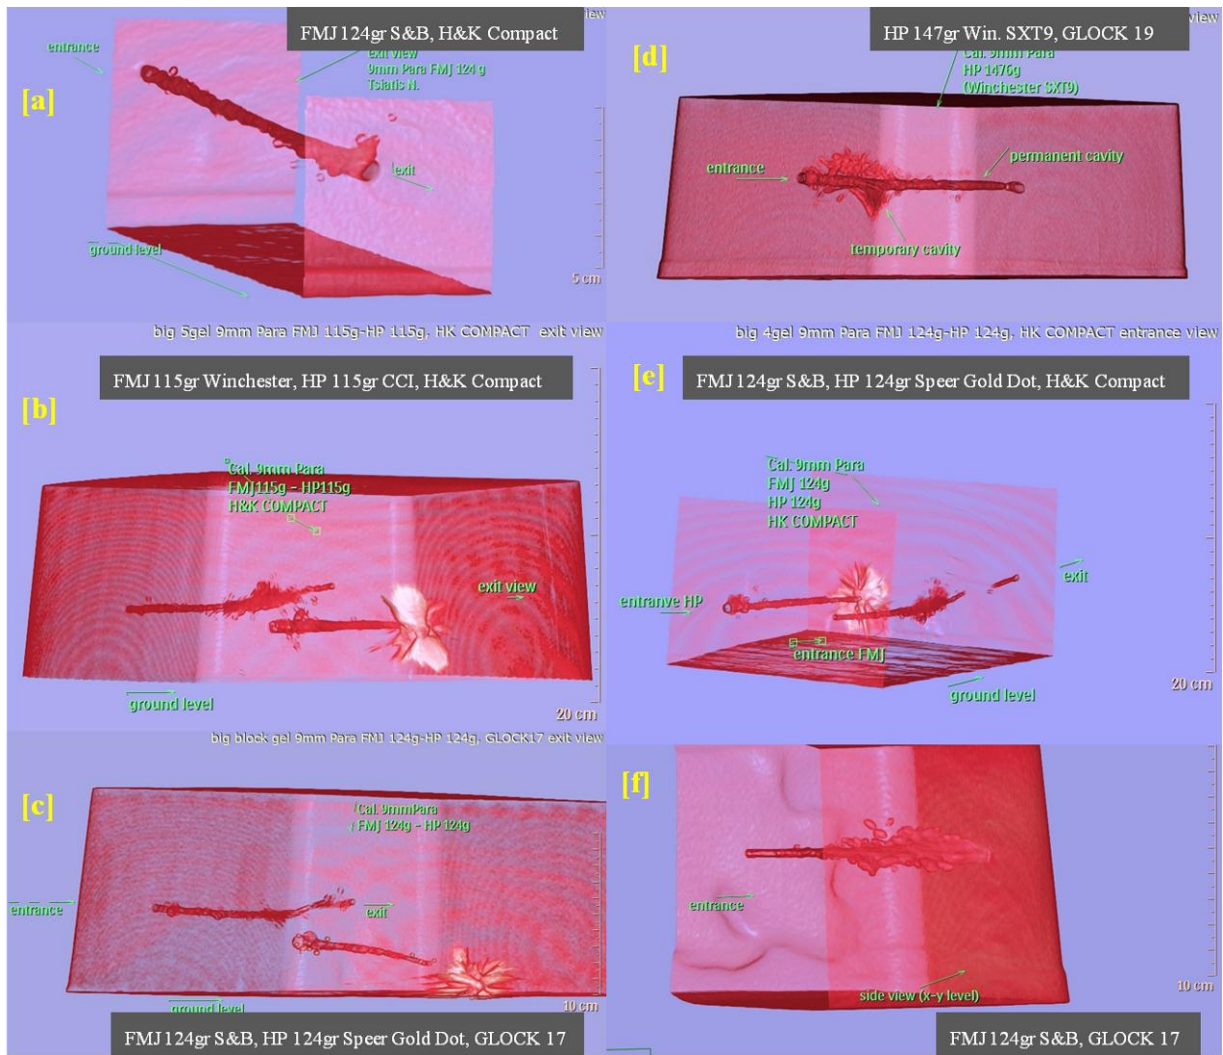 view
FMJ 124gr S&B, H&K Compact
entrance
exit view
9mm Para FMJ 124 g
Tsiatis N.
[a]
exit
ground level
5 cm
view
HP 147gr Win. SXT9, GLOCK 19
[d]
Cal. 9mm Para
HP 1476g
(Winchester SXT9)
permanent cavity
entrance
temporary cavity
big 5gel 9mm Para FMJ 115g-HP 115g, HK COMPACT exit view
FMJ 115gr Winchester, HP 115gr CCI, H&K Compact
[b]
Cal. 9mm Para
FMJ115g - HP115g
H&K COMPACT
exit view
ground level
20 cm
big 4gel 9mm Para FMJ 124g-HP 124g, HK COMPACT entrance view
[e]
FMJ 124gr S&B, HP 124gr Speer Gold Dot, H&K Compact
Cal. 9mm Para
FMJ 124g
HP 124g
HK COMPACT
exit
entranve HP
entrance FMJ
ground level
20 cm
big block gel 9mm Para FMJ 124g-HP 124g, GLOCK17 exit view
[c]
Cal. 9mmPara
FMJ 124g - HP 124g
entrance
exit
ground level
10 cm
FMJ 124gr S&B, HP 124gr Speer Gold Dot, GLOCK 17
[f]
entrance
side view (x-y level)
10 cm
FMJ 124gr S&B, GLOCK 17